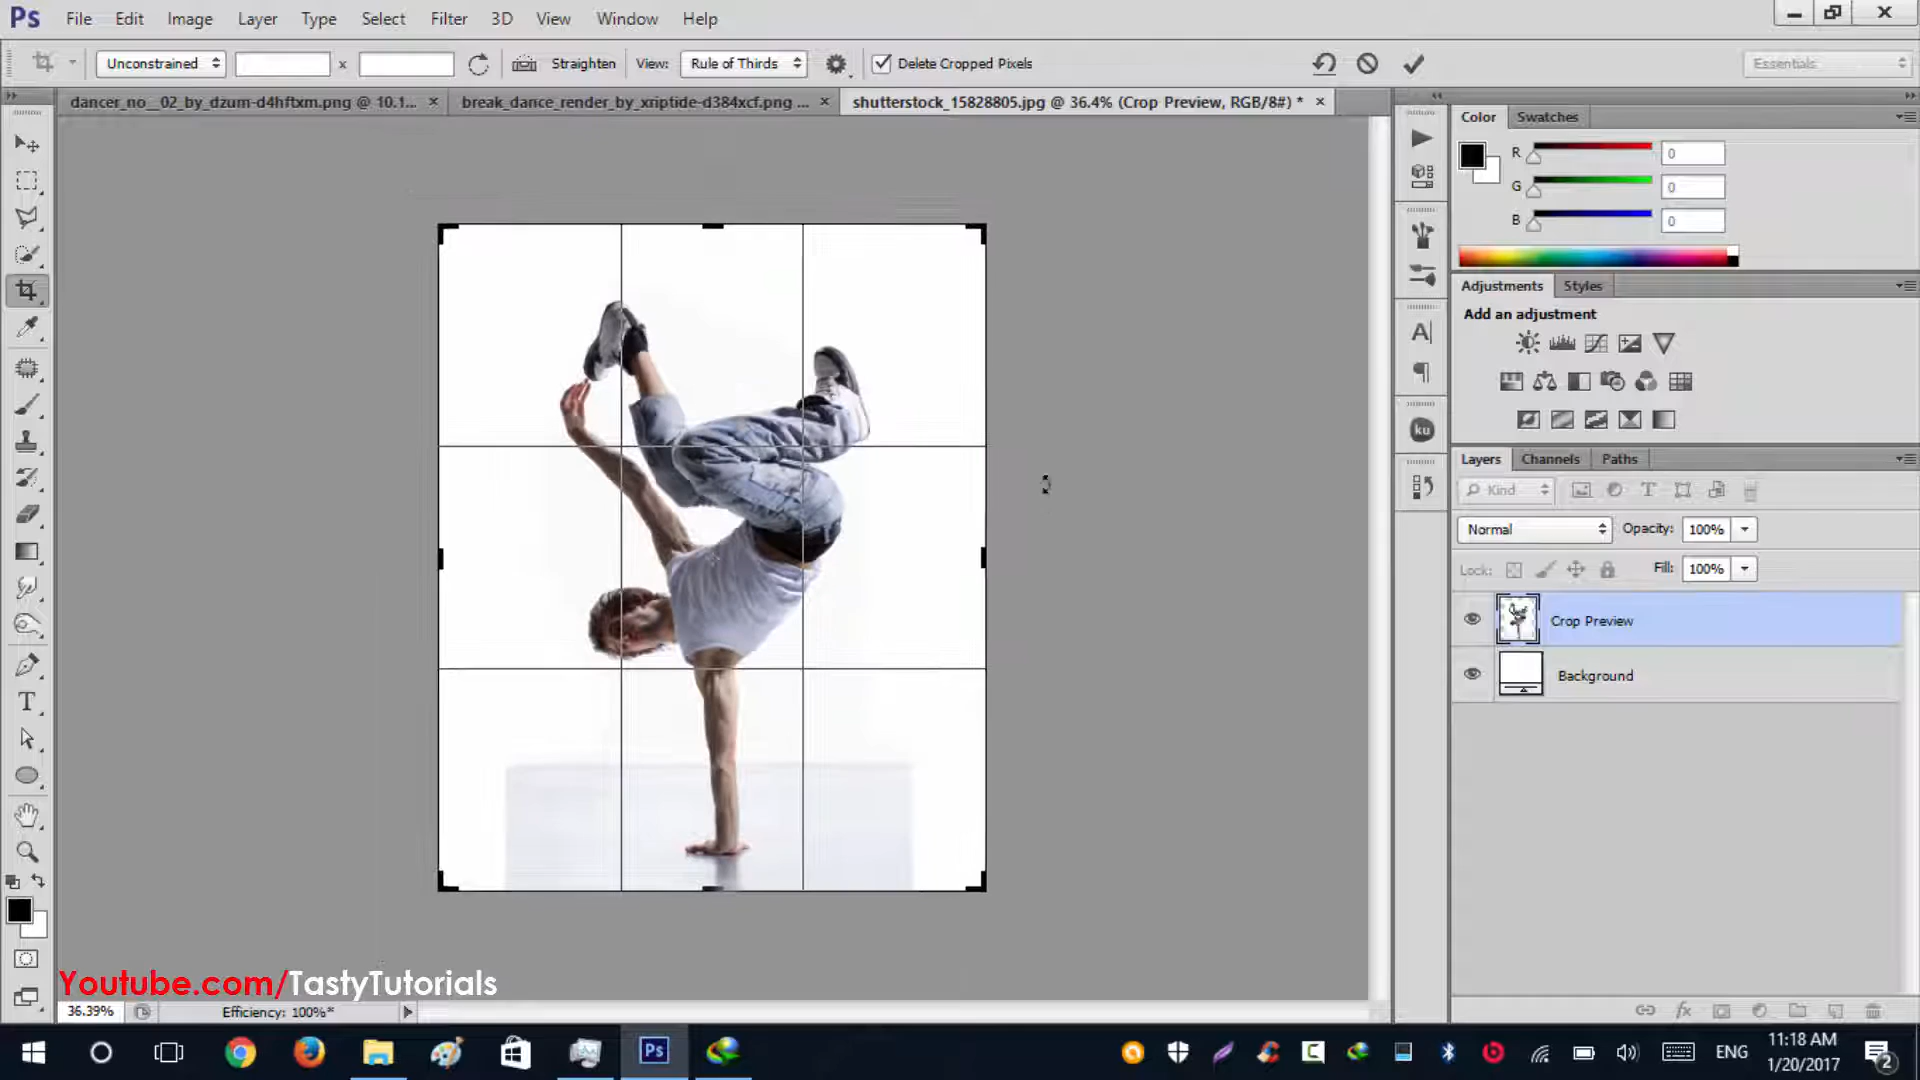 Ps File Edit Image Layer Type Select Filter 3D View Window Help
Unconstrained x Straighten View: Rule of Thirds Delete Cropped Pixels Essentials
dancer_no__02_by_dzum-d4hftxm.png @ 10.1... × break_dance_render_by_xriptide-d384xcf.png ... × shutterstock_15828805.jpg @ 36.4% (Crop Preview, RGB/8#) * ×
Color Swatches
R 0
G 0
B 0
Adjustments Styles
Add an adjustment
Layers Channels Paths
Kind
Normal Opacity: 100%
Lock: Fill: 100%
Crop Preview
Background
Youtube.com/TastyTutorials
36.39% Efficiency: 100%*
Ps ENG 11:18 AM
1/20/2017 2